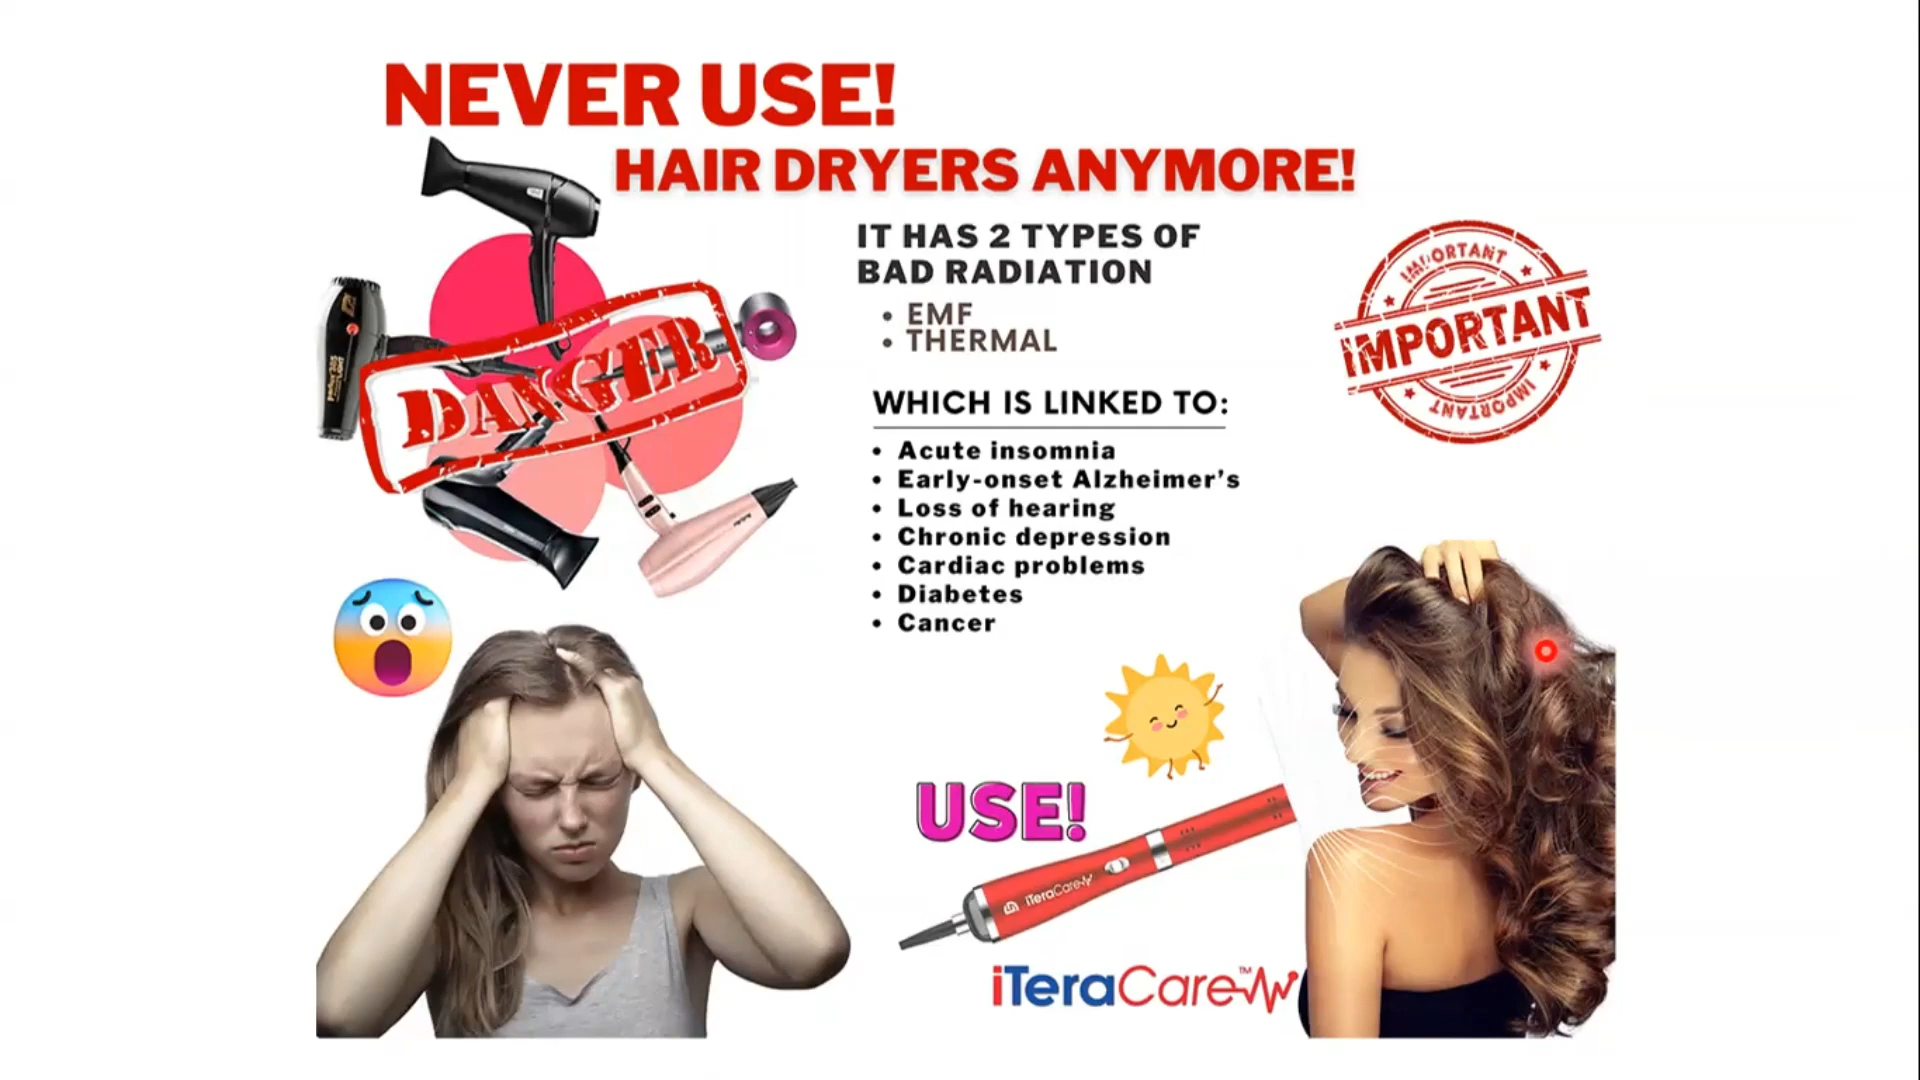 NEVER USE!
HAIR DRYERS ANYMORE!
IT HAS 2 TYPES OF
BAD RADIATION
• EMF
• THERMAL
WHICH IS LINKED TO:
• Acute insomnia
• Early-onset Alzheimer's
• Loss of hearing
• Chronic depression
• Cardiac problems
• Diabetes
• Cancer
DANGER
IMPORTANT
IMPORTANT
IMPORTANT
USE!
iTeraCare
iTeraCare™